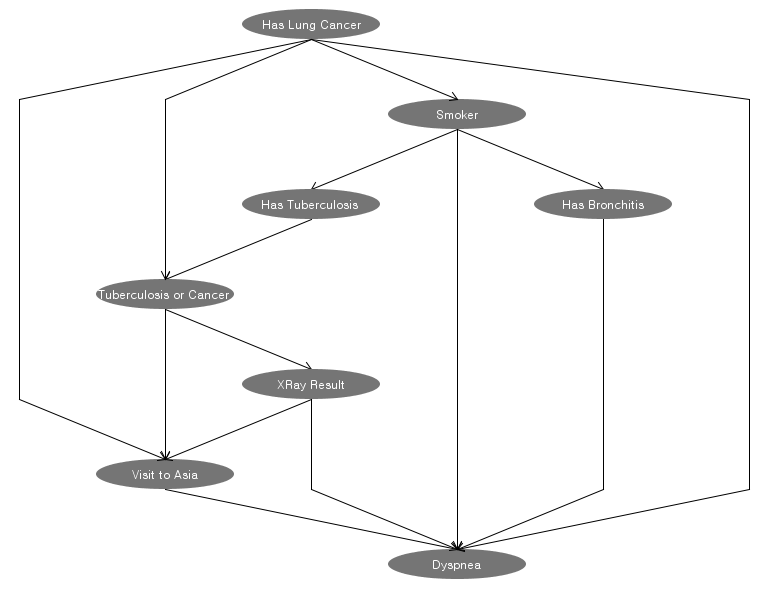 Has Lung Cancer
Smoker
Has Tuberculosis
Has Bronchitis
Tuberculosis or Cancer
XRay Result
Visit to Asia
Dyspnea